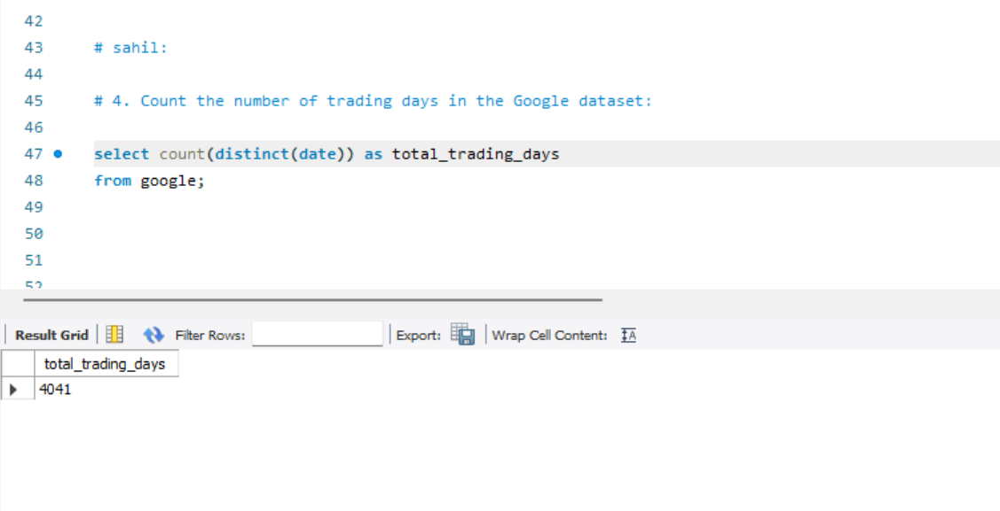 42
43 # sahil:
44
45 # 4. Count the number of trading days in the Google dataset:
46
47 select count(distinct(date)) as total_trading_days
48 from google;
49
50
51
52
Result Grid Filter Rows: Export: Wrap Cell Content: IA
total_trading_days
4041